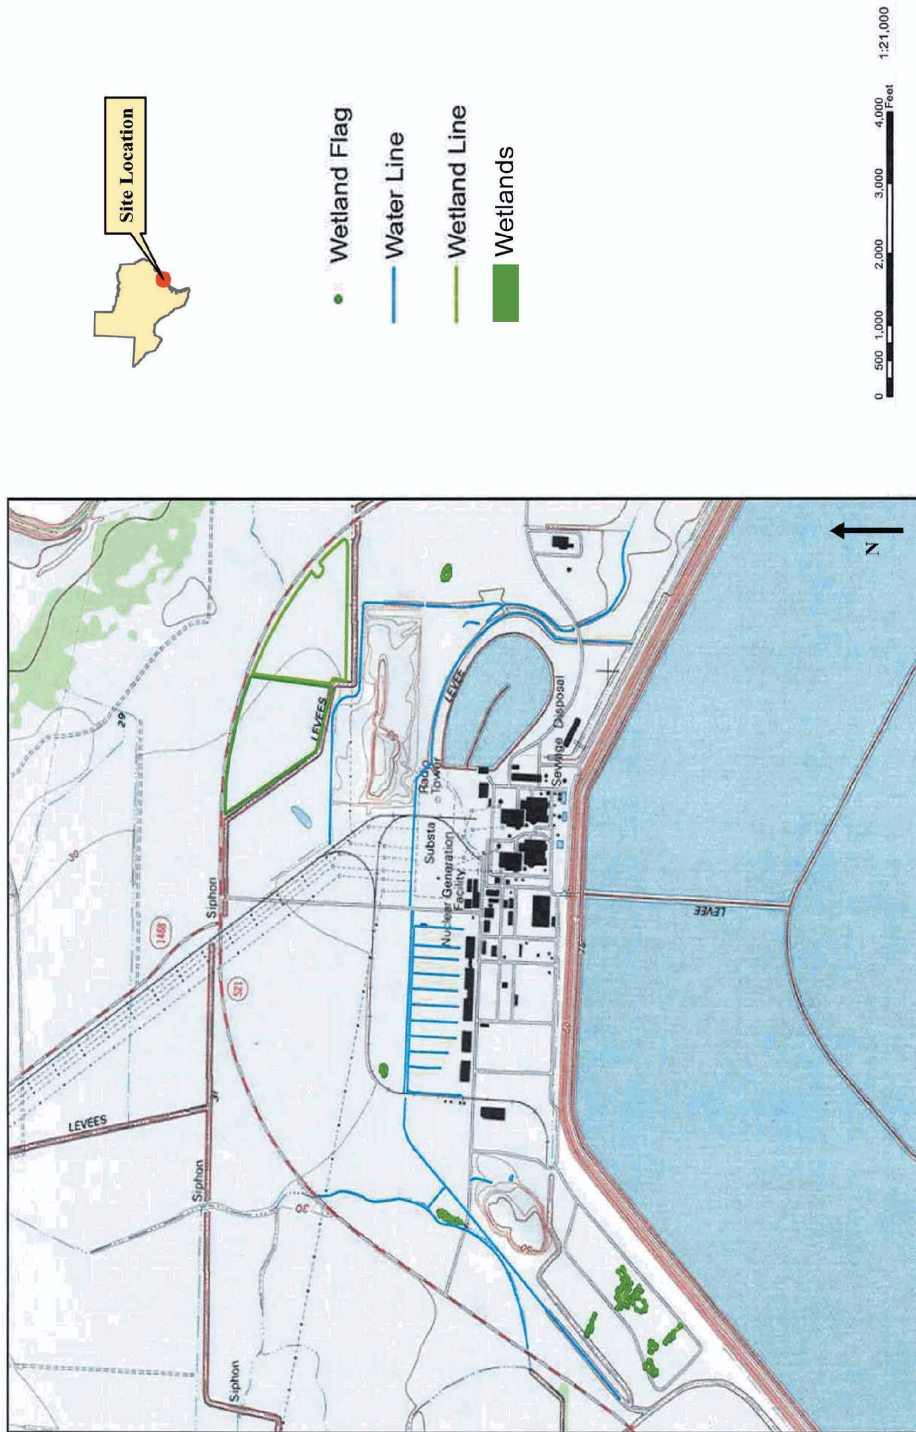 Site Location
Wetland Flag
Water Line
Wetland Line
Wetlands
0 500 1,000 2,000 3,000 4,000
Feet
1:21,000
N
LEVEES
Siphon
Siphon
Siphon
1468
521
31
30
30
29
LEVEES
LEVEE
Radio
Tower
Substa
Nuclear Generation
Facility
Sewage Disposal
LEVEE
50